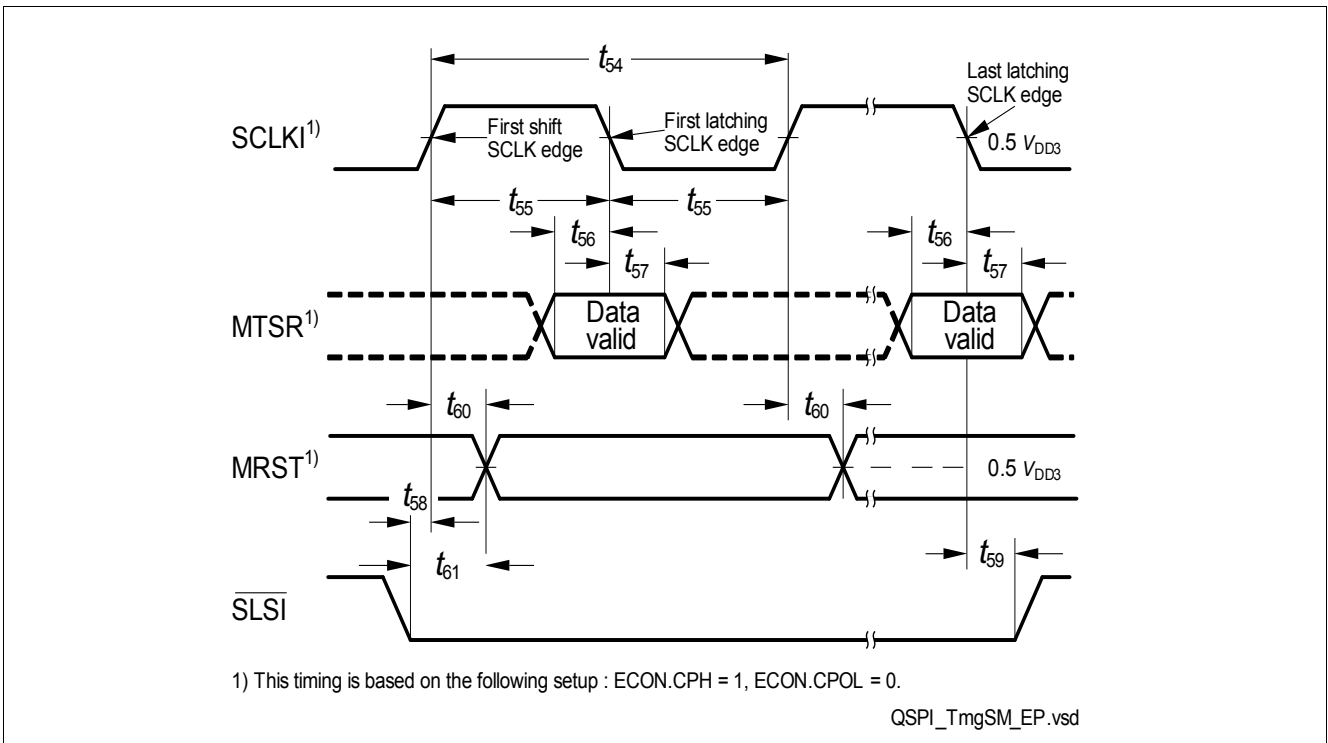 t54
Last latching
SCLK edge
SCLKI1)
First shift
SCLK edge
First latching
SCLK edge
0.5 VDD3
t55
t55
t56
t56
t57
t57
MTSR1)
Data
valid
Data
valid
t60
t60
MRST1)
0.5 VDD3
t58
t61
t59
SLSI
1) This timing is based on the following setup : ECON.CPH = 1, ECON.CPOL = 0.
QSPI_TmgSM_EP.vsd